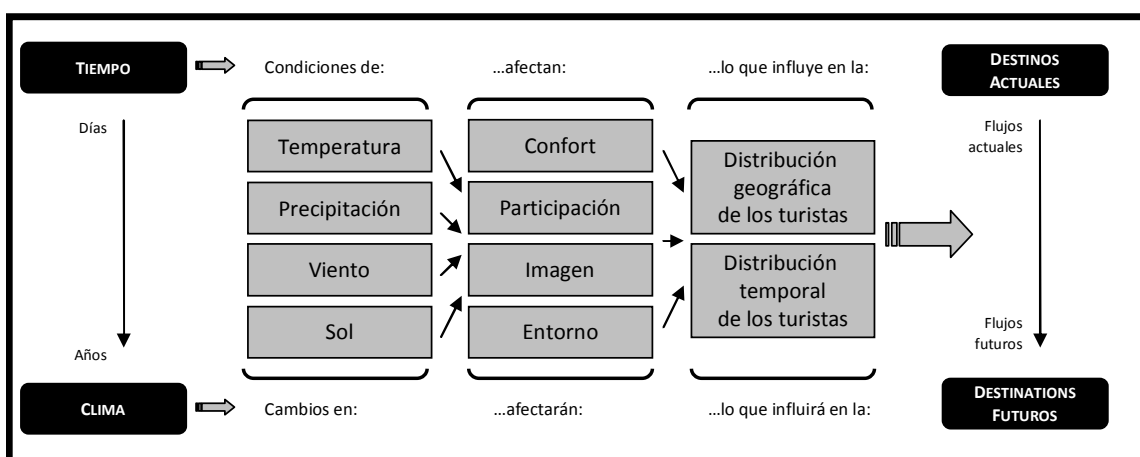 TIEMPO
Condiciones de:
...afectan:
...lo que influye en la:
DESTINOS
ACTUALES
Días
Flujos
actuales
Temperatura
Precipitación
Viento
Sol
Confort
Participación
Imagen
Entorno
Distribución
geográfica
de los turistas
Distribución
temporal
de los turistas
Años
Flujos
futuros
CLIMA
Cambios en:
...afectarán:
...lo que influirá en la:
DESTINATIONS
FUTUROS